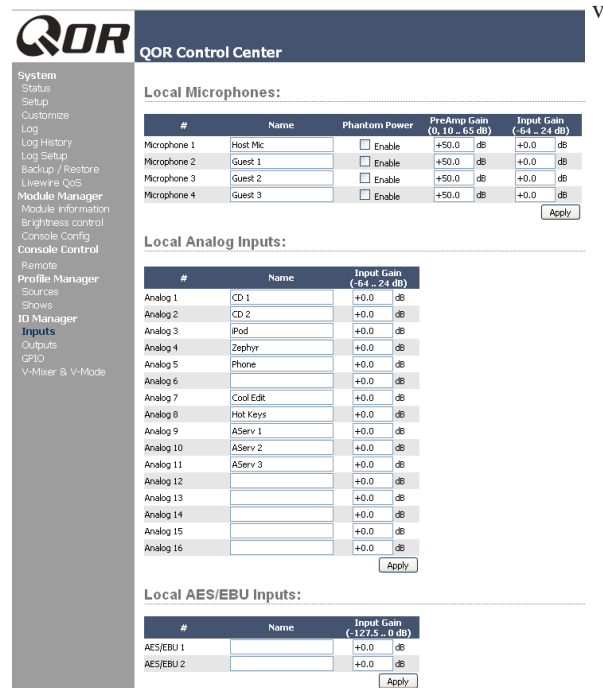 V
QOR
QOR Control Center
System
Status
Setup
Customize
Log
Log History
Log Setup
Backup / Restore
Livewire QoS
Module Manager
Module information
Brightness control
Console Config
Console Control
Remote
Profile Manager
Sources
Shows
IO Manager
Inputs
Outputs
GPIO
V-Mixer & V-Mode
Local Microphones:
# Name Phantom Power PreAmp Gain (0, 10 .. 65 dB) Input Gain (-64 .. 24 dB)
Microphone 1 Host Mic Enable +50.0 dB +0.0 dB
Microphone 2 Guest 1 Enable +50.0 dB +0.0 dB
Microphone 3 Guest 2 Enable +50.0 dB +0.0 dB
Microphone 4 Guest 3 Enable +50.0 dB +0.0 dB
Apply
Local Analog Inputs:
# Name Input Gain (-64 .. 24 dB)
Analog 1 CD 1 +0.0 dB
Analog 2 CD 2 +0.0 dB
Analog 3 iPod +0.0 dB
Analog 4 Zephyr +0.0 dB
Analog 5 Phone +0.0 dB
Analog 6 +0.0 dB
Analog 7 Cool Edit +0.0 dB
Analog 8 Hot Keys +0.0 dB
Analog 9 AServ 1 +0.0 dB
Analog 10 AServ 2 +0.0 dB
Analog 11 AServ 3 +0.0 dB
Analog 12 +0.0 dB
Analog 13 +0.0 dB
Analog 14 +0.0 dB
Analog 15 +0.0 dB
Analog 16 +0.0 dB
Apply
Local AES/EBU Inputs:
# Name Input Gain (-127.5 .. 0 dB)
AES/EBU 1 +0.0 dB
AES/EBU 2 +0.0 dB
Apply